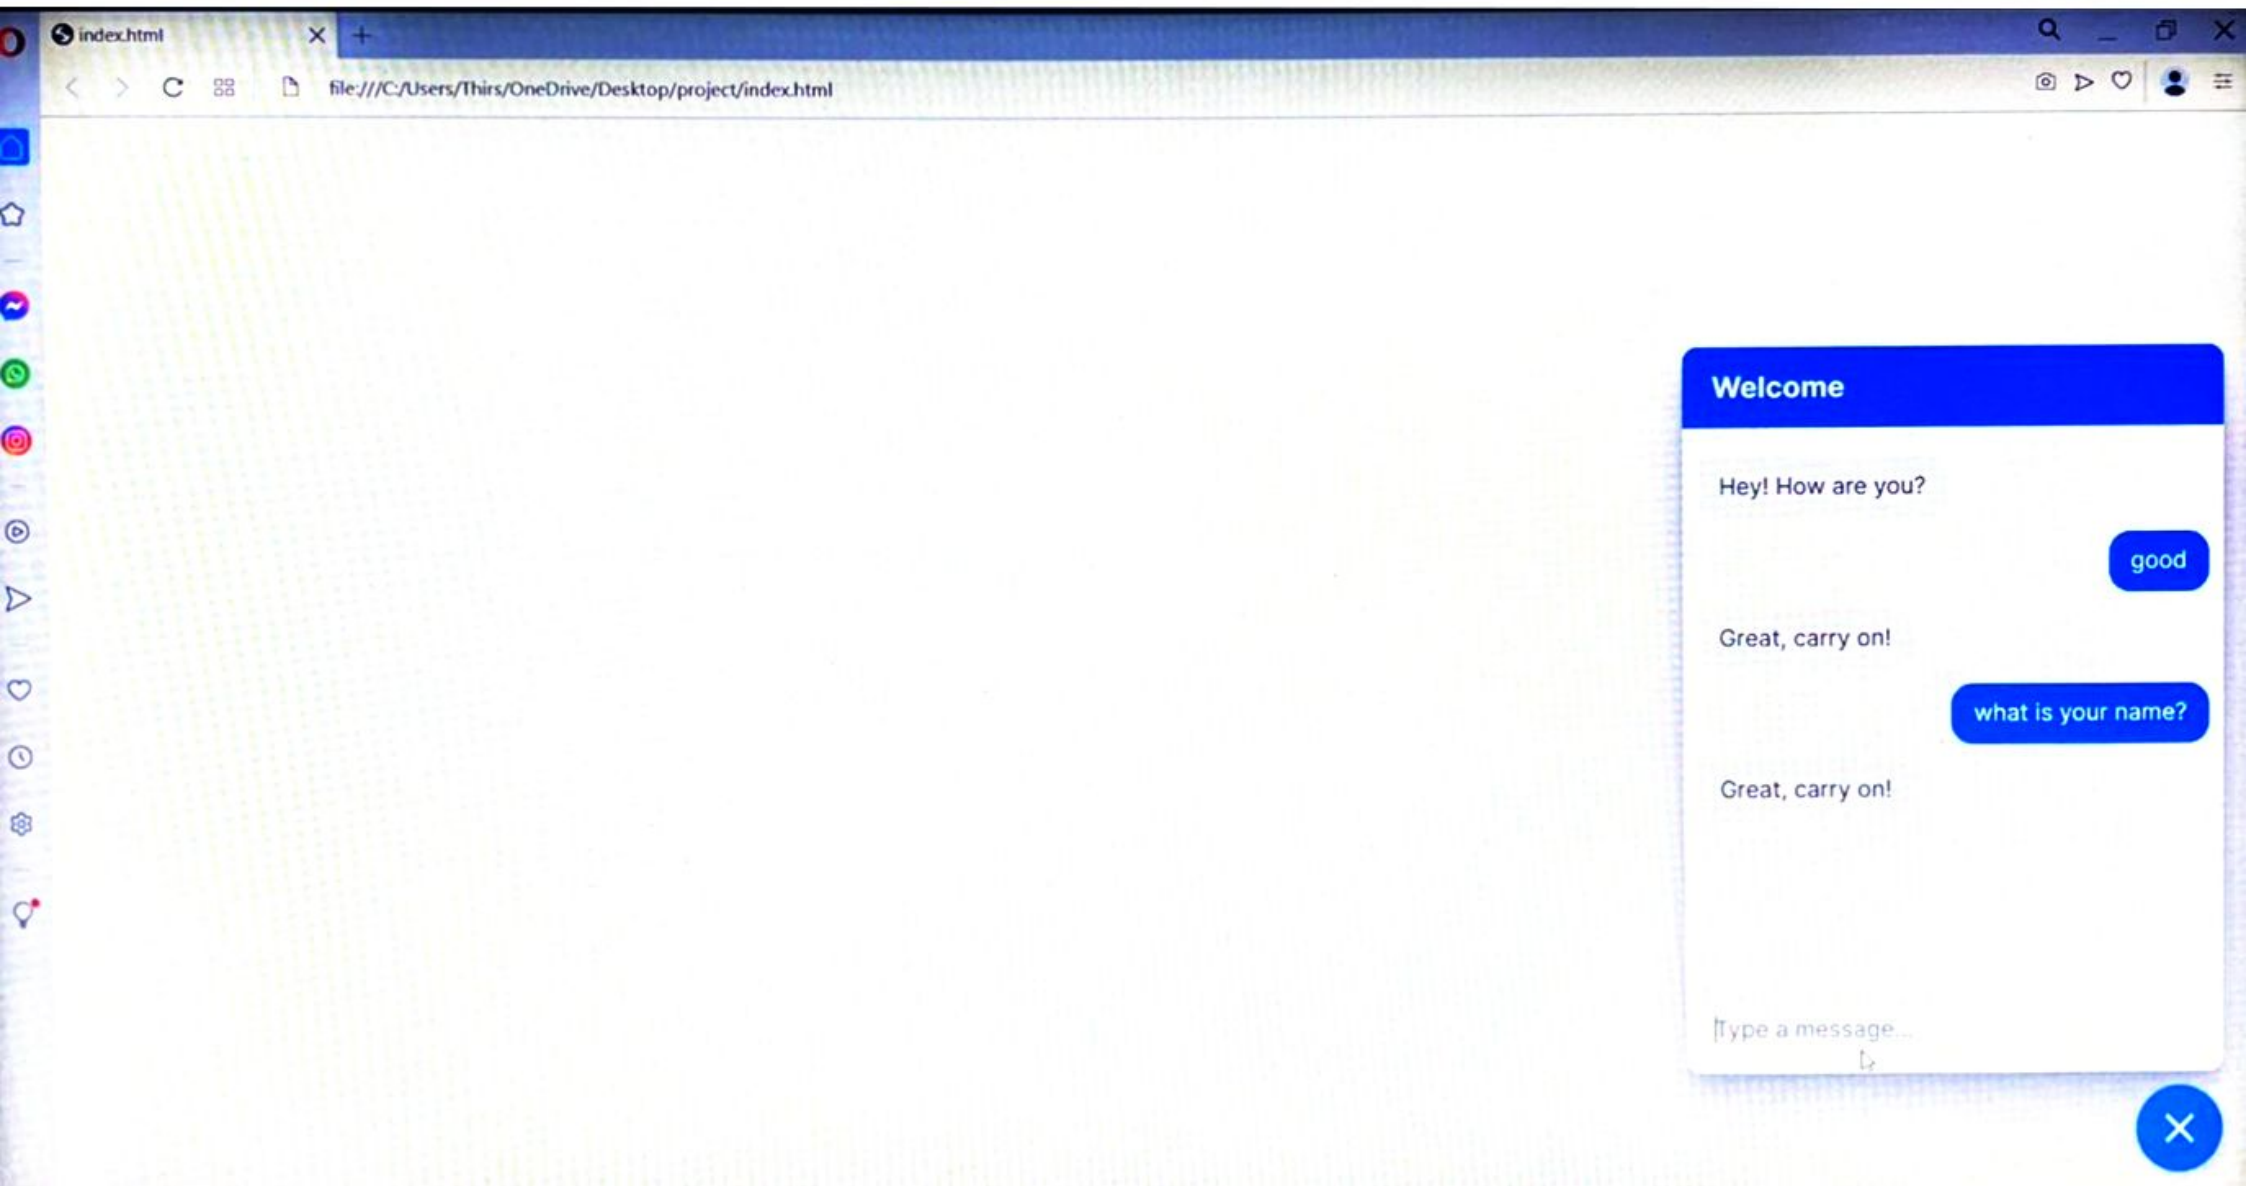 index.html
file:///C:/Users/Thirs/OneDrive/Desktop/project/index.html
Welcome
Hey! How are you?
good
Great, carry on!
what is your name?
Great, carry on!
Type a message...